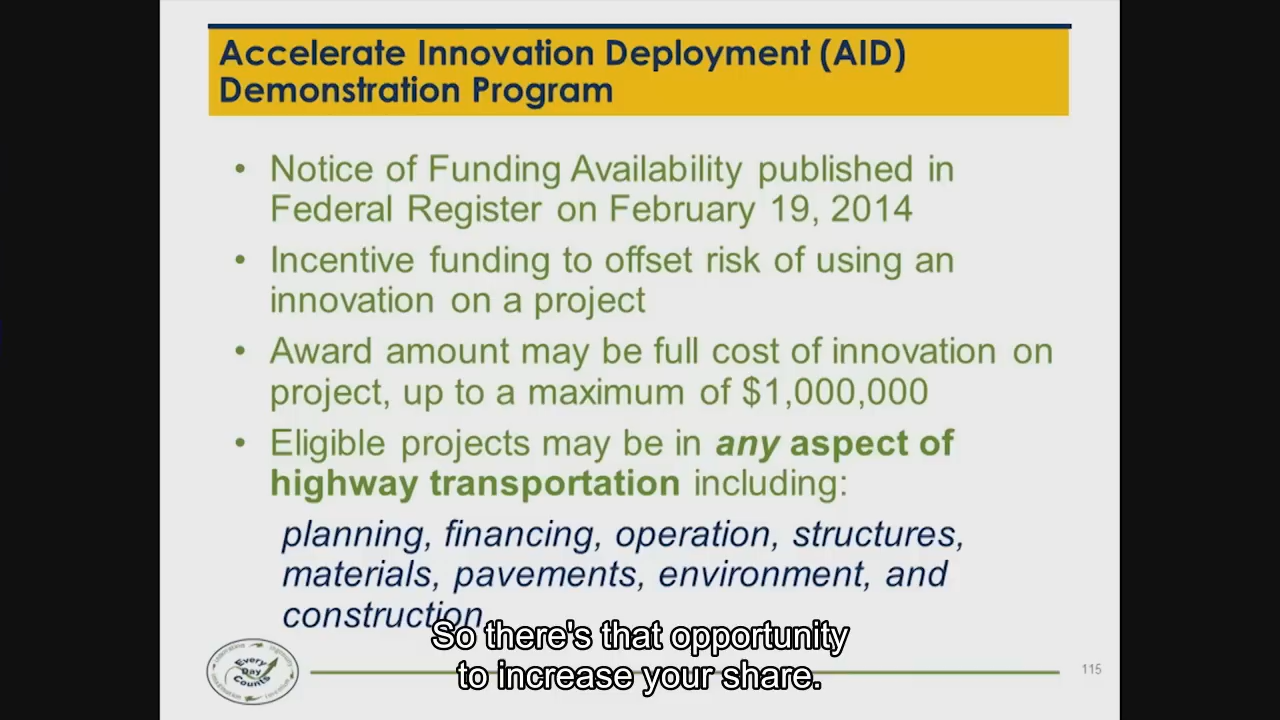 Accelerate Innovation Deployment (AID)
Demonstration Program
• Notice of Funding Availability published in
Federal Register on February 19, 2014
• Incentive funding to offset risk of using an
innovation on a project
• Award amount may be full cost of innovation on
project, up to a maximum of $1,000,000
• Eligible projects may be in any aspect of
highway transportation including:
planning, financing, operation, structures,
materials, pavements, environment, and
construction
So there's that opportunity
to increase your share.
Every
Day
Counts
115